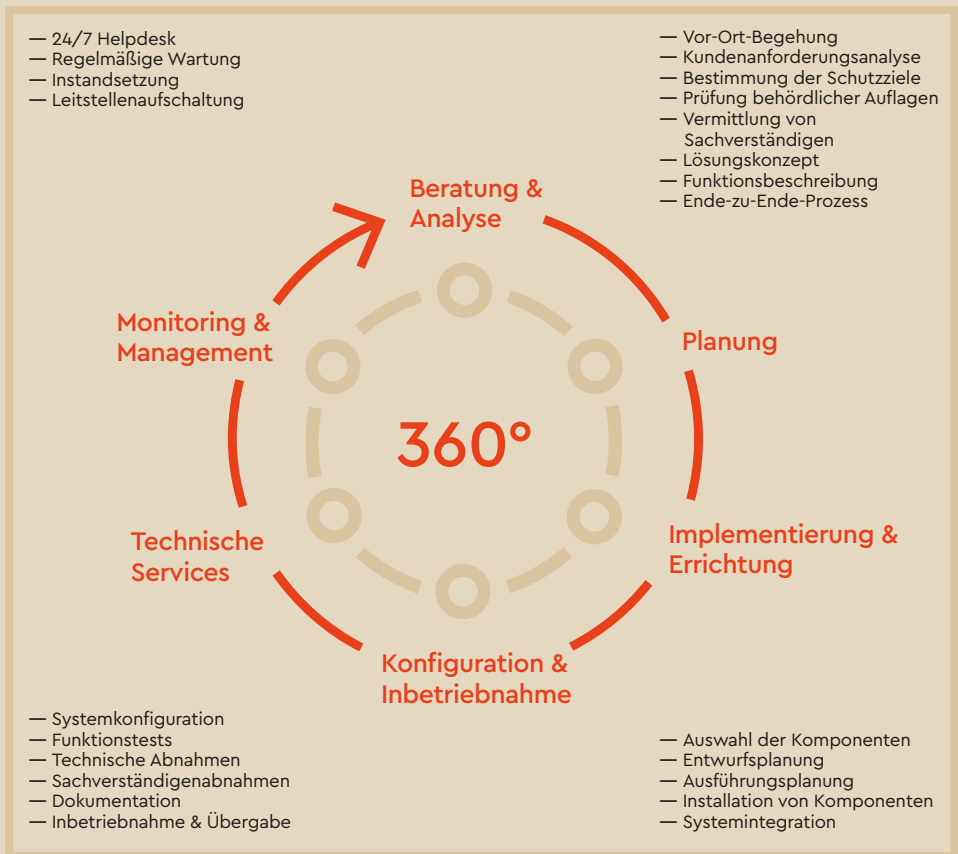 — 24/7 Helpdesk
— Regelmäßige Wartung
— Instandsetzung
— Leitstellenaufschaltung
— Vor-Ort-Begehung
— Kundenanforderungsanalyse
— Bestimmung der Schutzziele
— Prüfung behördlicher Auflagen
— Vermittlung von
Sachverständigen
— Lösungskonzept
— Funktionsbeschreibung
— Ende-zu-Ende-Prozess
Beratung &
Analyse
Monitoring &
Management
Planung
360°
Technische
Services
Implementierung &
Errichtung
Konfiguration &
Inbetriebnahme
— Systemkonfiguration
— Funktionstests
— Technische Abnahmen
— Sachverständigenabnahmen
— Dokumentation
— Inbetriebnahme & Übergabe
— Auswahl der Komponenten
— Entwurfsplanung
— Ausführungsplanung
— Installation von Komponenten
— Systemintegration